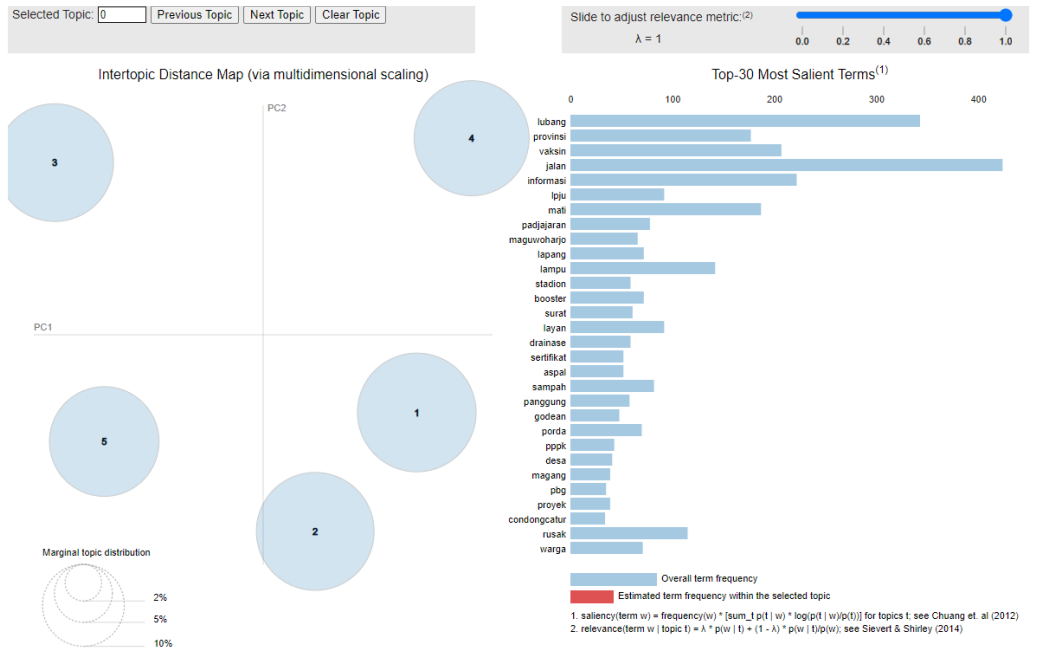 Selected Topic: 0 Previous Topic Next Topic Clear Topic
Slide to adjust relevance metric:(2)
λ = 1
0.0 0.2 0.4 0.6 0.8 1.0
Intertopic Distance Map (via multidimensional scaling)
PC2
PC1
3
4
1
5
2
Marginal topic distribution
2%
5%
10%
Top-30 Most Salient Terms(1)
0 100 200 300 400
lubang
provinsi
vaksin
jalan
informasi
lpju
mati
padjajaran
maguwoharjo
lapang
lampu
stadion
booster
surat
layan
drainase
sertifikat
aspal
sampah
panggung
godean
porda
pppk
desa
magang
pbg
proyek
condongcatur
rusak
warga
Overall term frequency
Estimated term frequency within the selected topic
1. saliency(term w) = frequency(w) * [sum_t p(t | w) * log(p(t | w)/p(t))] for topics t; see Chuang et. al (2012)
2. relevance(term w | topic t) = λ * p(w | t) + (1 - λ) * p(w | t)/p(w); see Sievert & Shirley (2014)